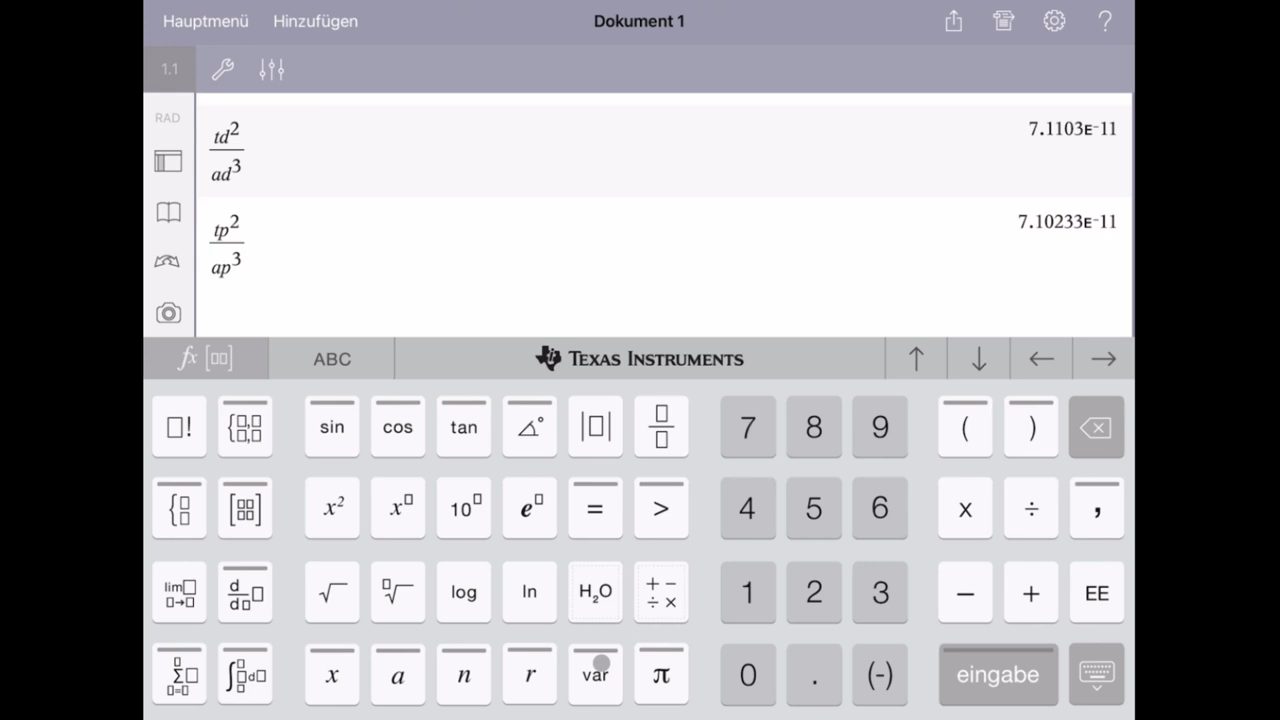 Hauptmenü Hinzufügen Dokument 1 ?
1.1
RAD
td² / ad³ 7.1103ᴇ⁻11
tp² / ap³ 7.10233ᴇ⁻11
fx [▯▯] ABC TEXAS INSTRUMENTS ↑ ↓ ← →
▯! {▯,▯ ▯,▯ sin cos tan ∠° |▯| ▯/▯ 7 8 9 ( )
{▯ ▯ [▯▯ ▯▯] x² x▯ 10▯ e▯ = > 4 5 6 x ÷ ,
lim▯ ▯→▯ d/d▯ ▯ √ ▯√ log ln H₂O + − ÷ × 1 2 3 − + EE
▯ Σ▯ ▯=▯ ∫▯ ▯ ▯d▯ x a n r var π 0 . (-) eingabe